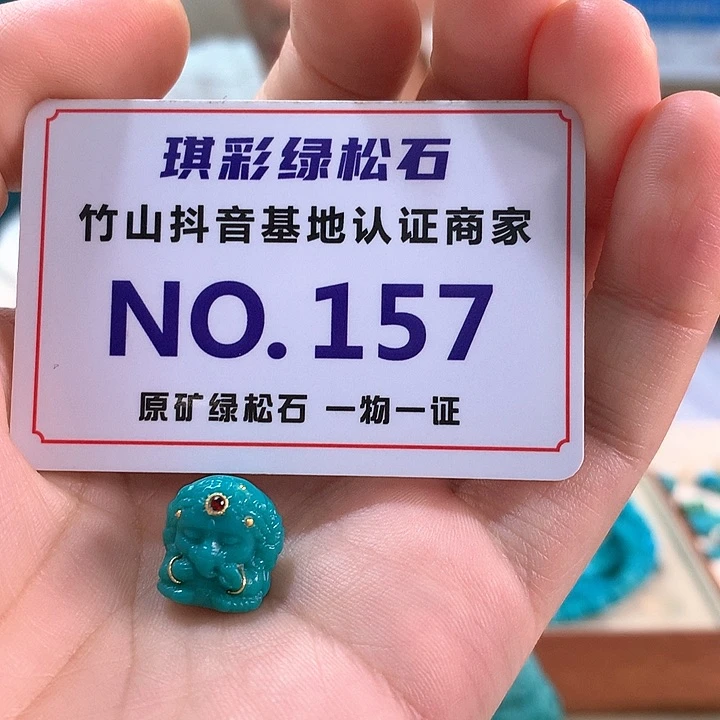 琪彩绿松石
竹山抖音基地认证商家
NO.157
原矿绿松石 一物一证